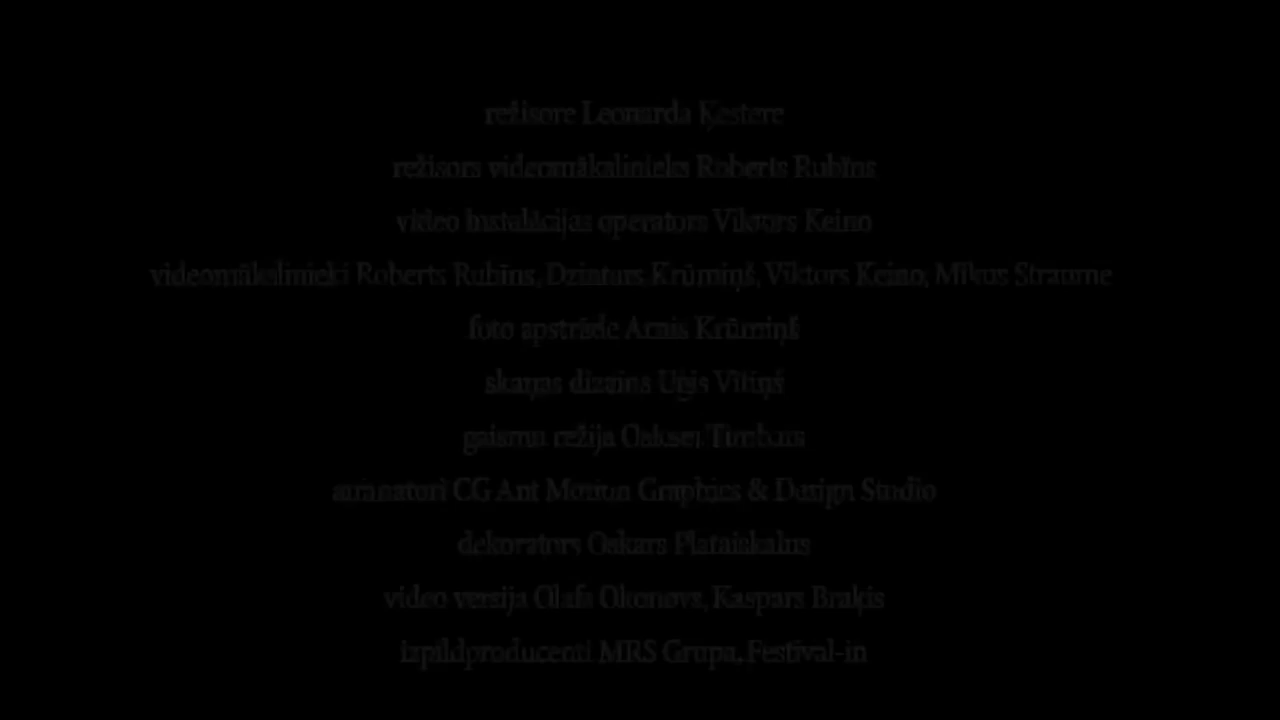 režisore Leonarda Ķestere
režisors videomākslinieks Roberts Rubīns
video instalācijas operators Viktors Keino
videomākslinieki Roberts Rubīns, Dzintars Krūmiņš, Viktors Keino, Mikus Straume
foto apstrāde Arnis Krūmiņš
skaņas dizains Uģis Vītiņš
gaismu režija Oskars
animatori CG Ant Motion Graphics & Design Studio
dekorators Oskars Plataiskalns
video versija Olafs Okonovs, Kaspars Braķis
izpildproducenti MRS Grupa, Festival-in